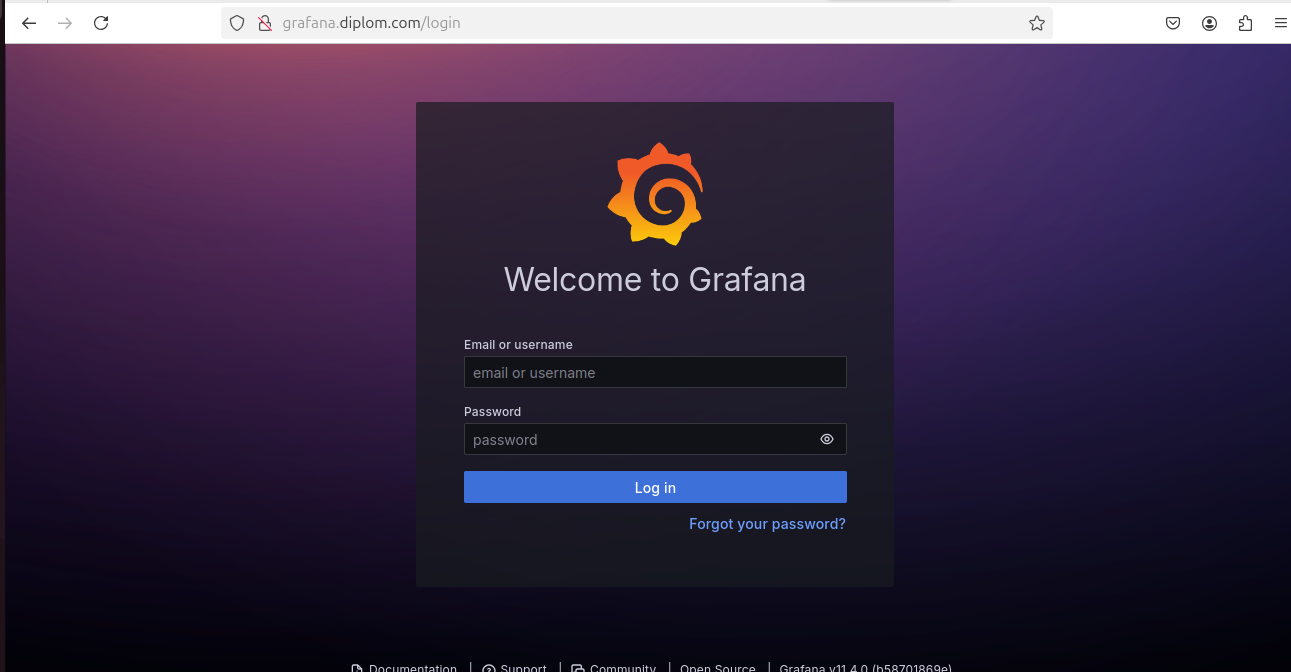 grafana.diplom.com/login
Welcome to Grafana
Email or username
email or username
Password
password
Log in
Forgot your password?
Documentation | Support | Community | Open Source | Grafana v11.4.0 (b58701869e)